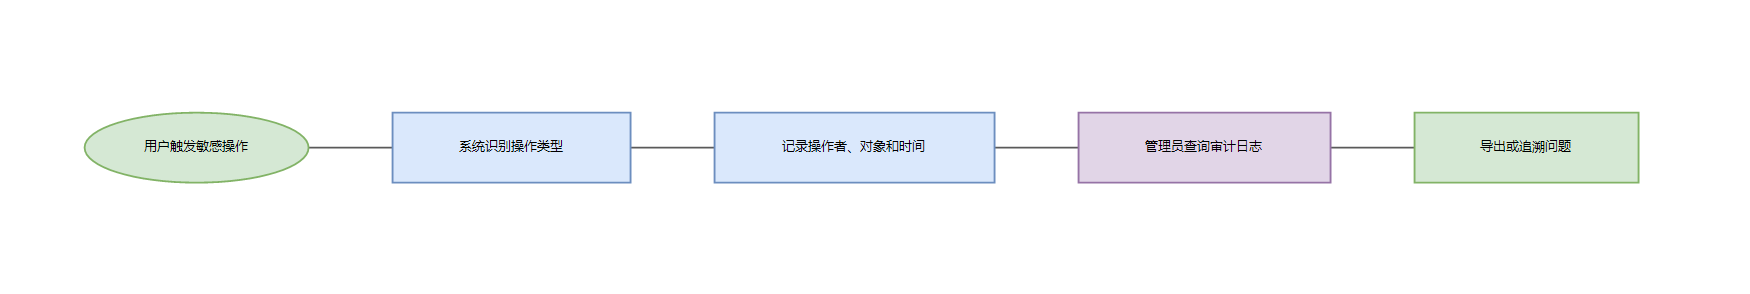 用户触发敏感操作
系统识别操作类型
记录操作者、对象和时间
管理员查询审计日志
导出或追溯问题